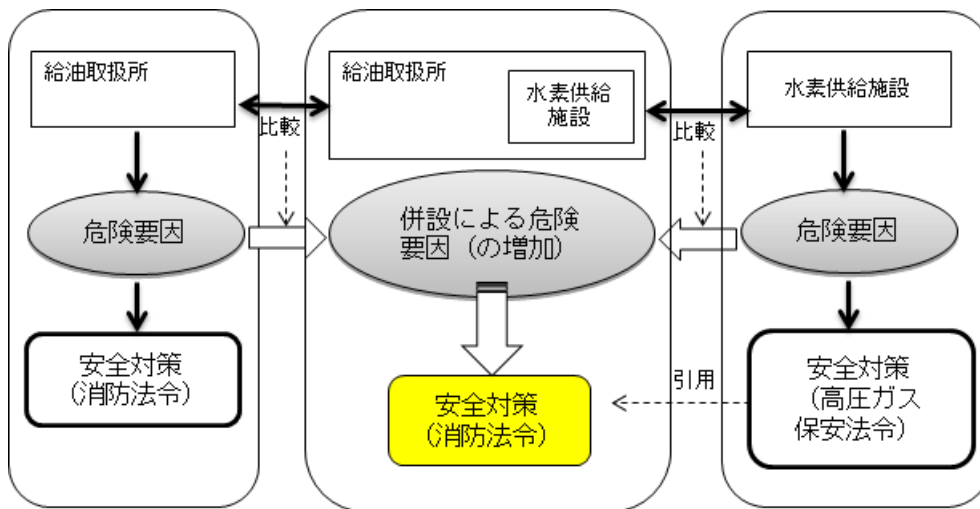 給油取扱所
危険要因
安全対策
（消防法令）
比較
給油取扱所
水素供給
施設
併設による危険
要因（の増加）
安全対策
（消防法令）
比較
引用
水素供給施設
危険要因
安全対策
（高圧ガス
保安法令）